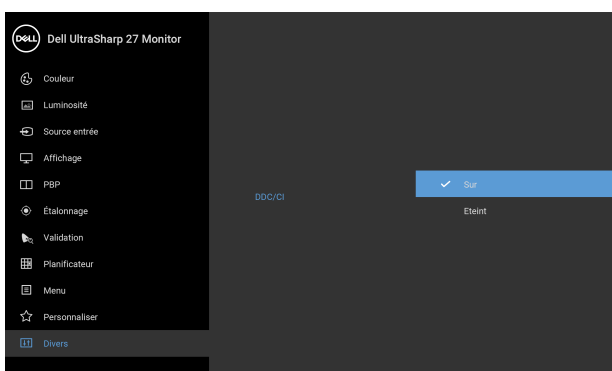 DELL
Dell UltraSharp 27 Monitor
Couleur
Luminosité
Source entrée
Affichage
PBP
Étalonnage
Validation
Planificateur
Menu
Personnaliser
Divers
DDC/CI
Sur
Eteint